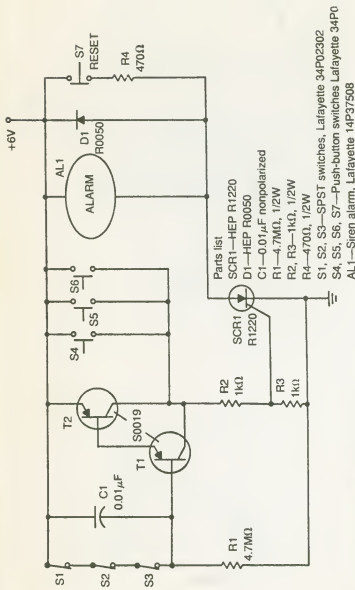 +6V
S7
RESET
R4
470Ω
D1
R0050
AL1
ALARM
S6
S5
S4
T2
S0019
T1
C1
0.01µF
S1
S2
S3
R1
4.7MΩ
R2
1kΩ
R3
1kΩ
SCR1
R1220
Parts list
SCR1—HEP R1220
D1—HEP R0050
C1—0.01µF nonpolarized
R1—4.7MΩ, 1/2W
R2, R3—1kΩ, 1/2W
R4—470Ω, 1/2W
S1, S2, S3—SPST switches, Lafayette 34P02302
S4, S5, S6, S7—Push-button switches Lafayette 34P0
AL1—Siren alarm, Lafayette 14P37508